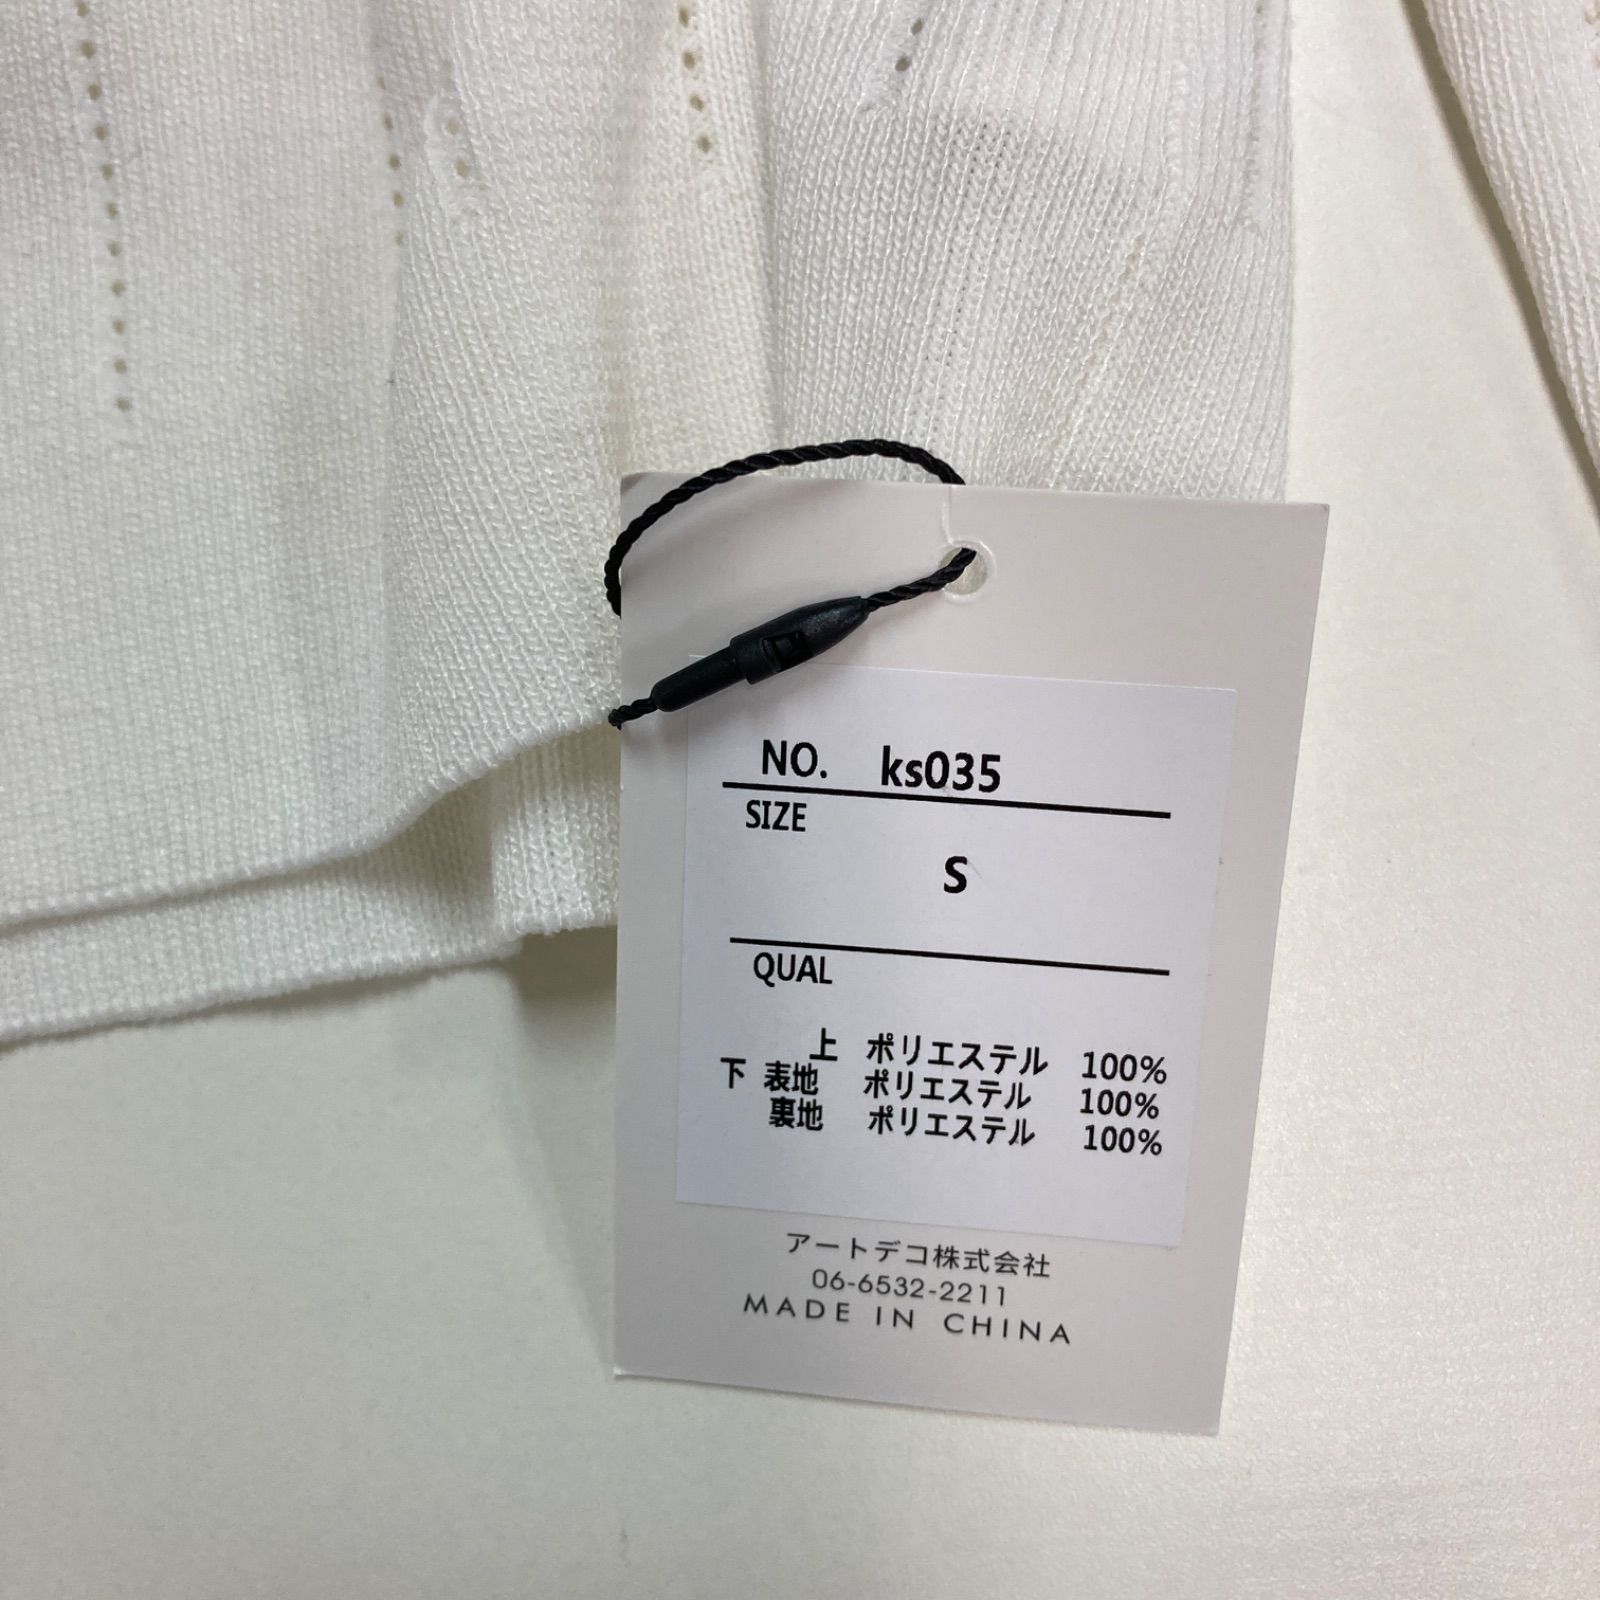 NO. ks035
SIZE
S
QUAL
上 ポリエステル 100%
下 表地 ポリエステル 100%
裏地 ポリエステル 100%
アートデコ株式会社
06-6532-2211
MADE IN CHINA